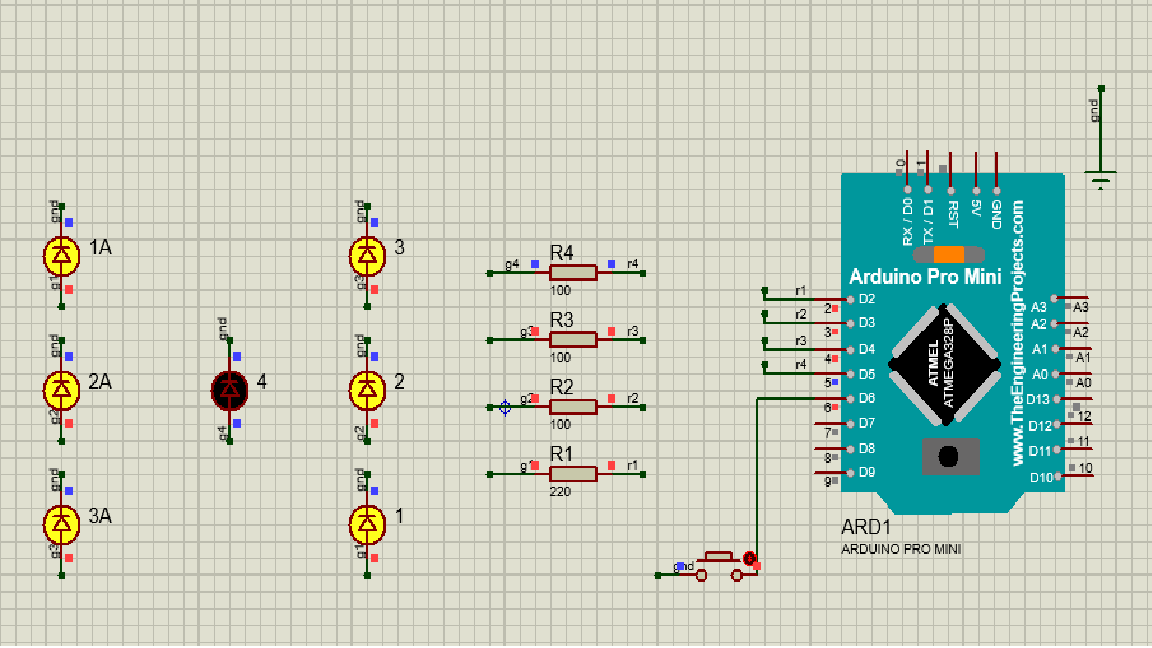 gnd
1A
g1
gnd
2A
g2
gnd
3A
g3
gnd
4
g4
gnd
3
g3
gnd
2
g2
gnd
1
g1
R4
g4
r4
100
R3
g3
r3
100
R2
g2
r2
100
R1
g1
r1
220
gnd
r1
r2
r3
r4
2
3
4
5
6
7
8
9
D2
D3
D4
D5
D6
D7
D8
D9
0
1
RX / D0
TX / D1
RST
5V
GND
Arduino Pro Mini
ATMEL
ATMEGA328P
www.TheEngineeringProjects.com
A3
A2
A1
A0
D13
D12
D11
D10
A3
A2
A1
A0
12
11
10
gnd
ARD1
ARDUINO PRO MINI